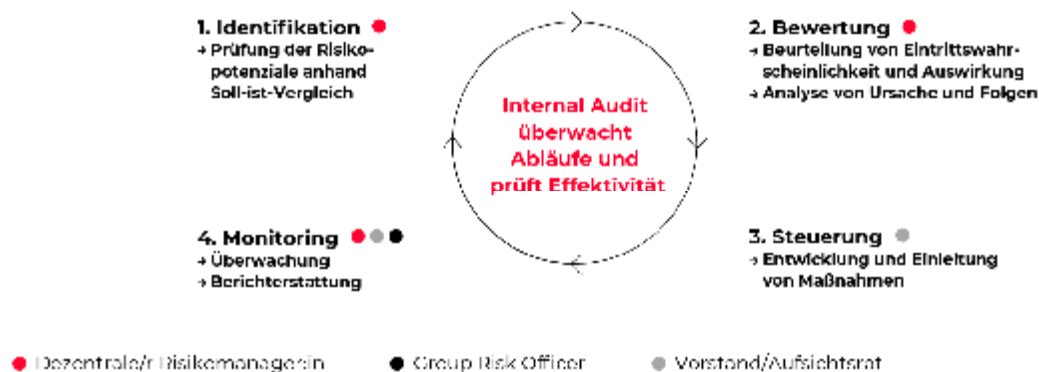 1. Identifikation
→ Prüfung der Risiko-
potenziale anhand
Soll-ist-Vergleich
2. Bewertung
→ Beurteilung von Eintrittswahr-
scheinlichkeit und Auswirkung
→ Analyse von Ursache und Folgen
Internal Audit
überwacht
Abläufe und
prüft Effektivität
4. Monitoring
→ Überwachung
→ Berichterstattung
3. Steuerung
→ Entwicklung und Einleitung
von Maßnahmen
Dezentrale/r Risikomanager:in
Group Risk Officer
Vorstand/Aufsichtsrat